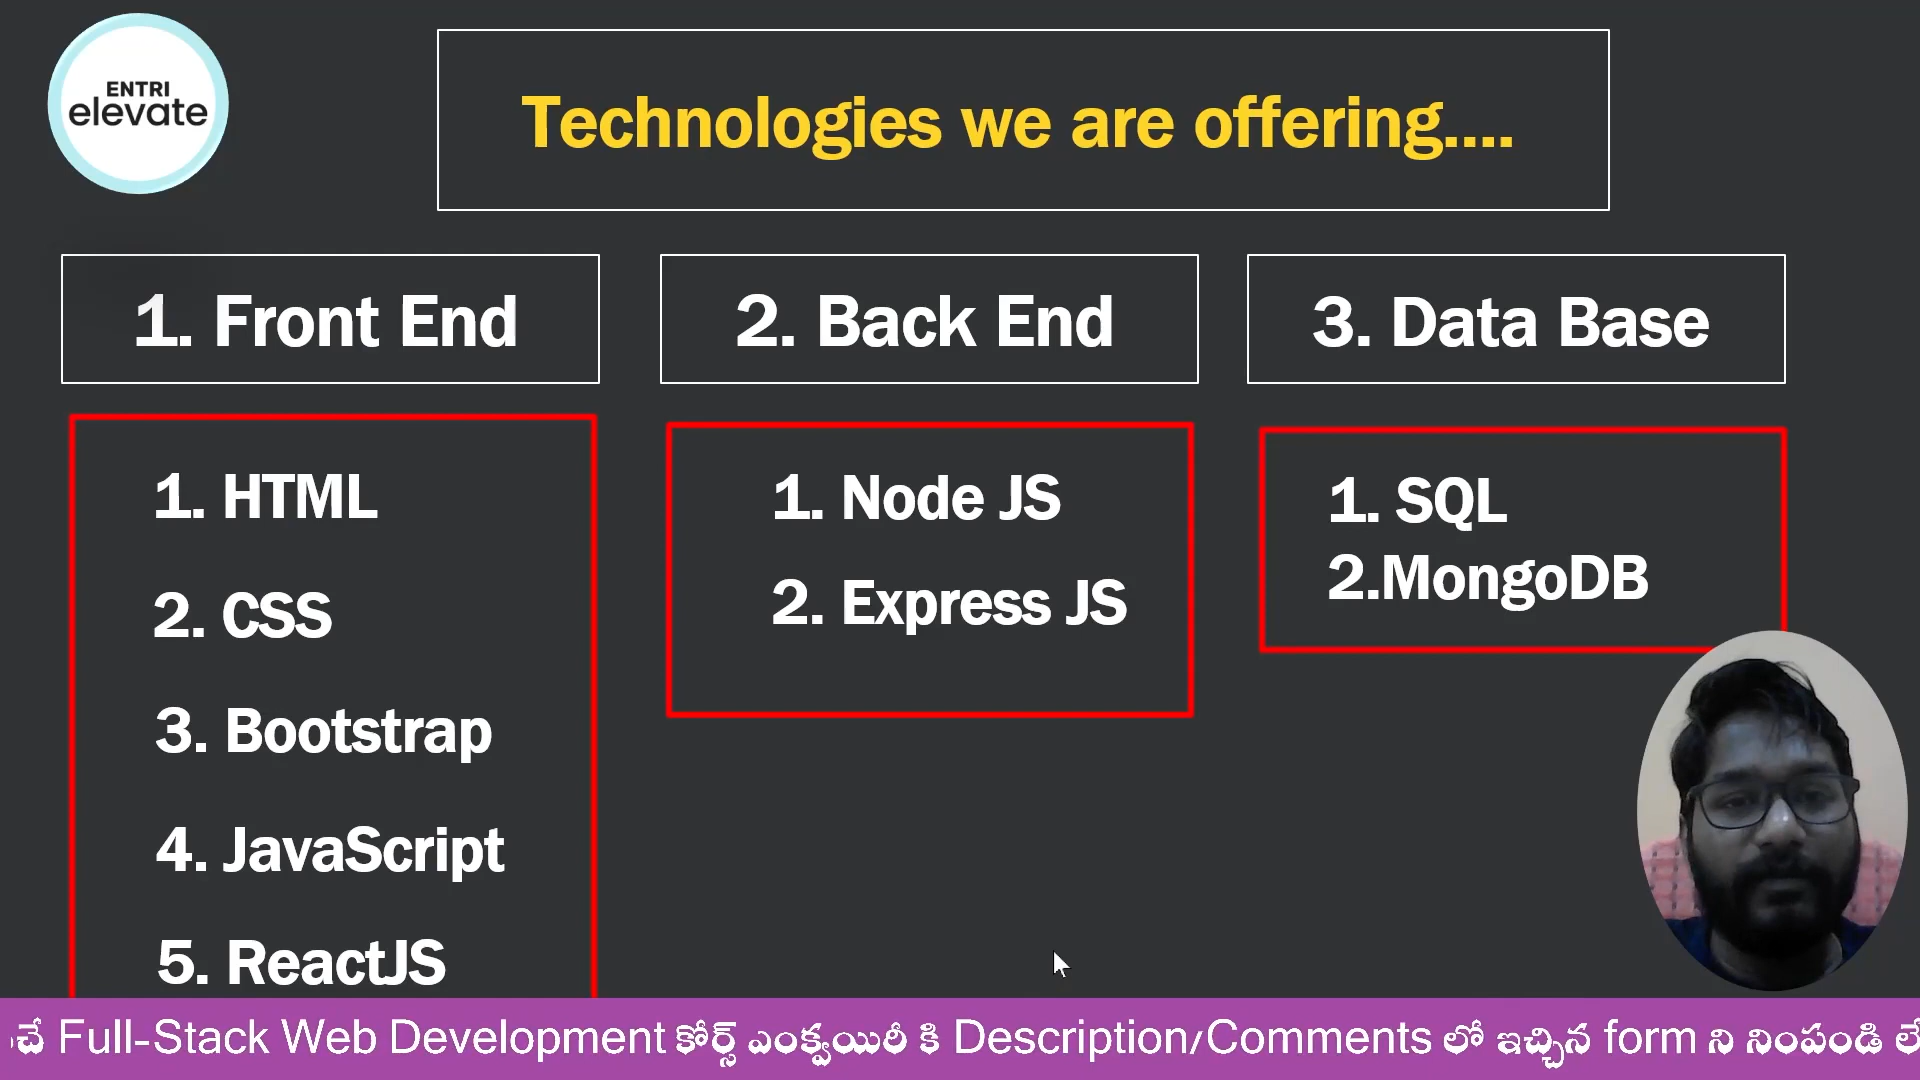 ENTRI
elevate
Technologies we are offering....
1. Front End
2. Back End
3. Data Base
1. HTML
2. CSS
3. Bootstrap
4. JavaScript
5. ReactJS
1. Node JS
2. Express JS
1. SQL
2.MongoDB
Full-Stack Web Development కోర్స్ ఎంక్వయిరీ కి Description/Comments లో ఇచ్చిన form ని నింపండి